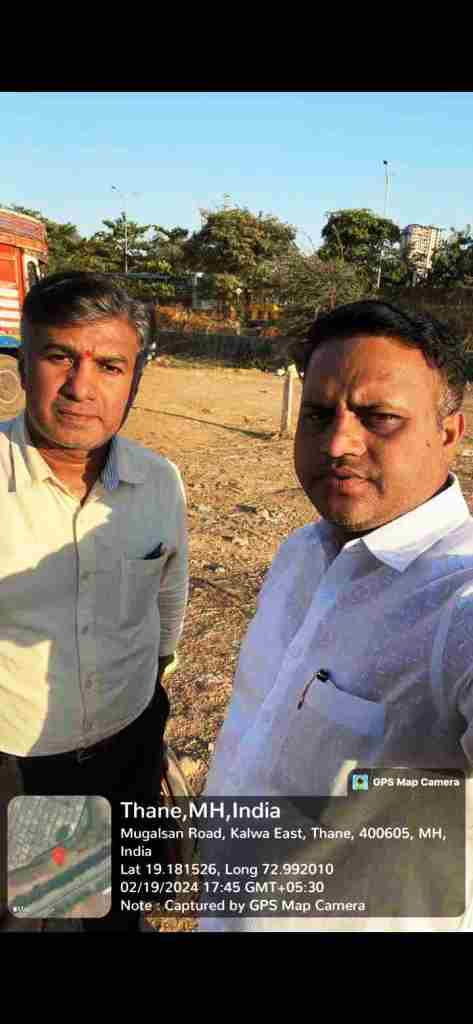 GPS Map Camera
Thane,MH,India
Mugalsan Road, Kalwa East, Thane, 400605, MH,
India
Lat 19.181526, Long 72.992010
02/19/2024 17:45 GMT+05:30
Note : Captured by GPS Map Camera